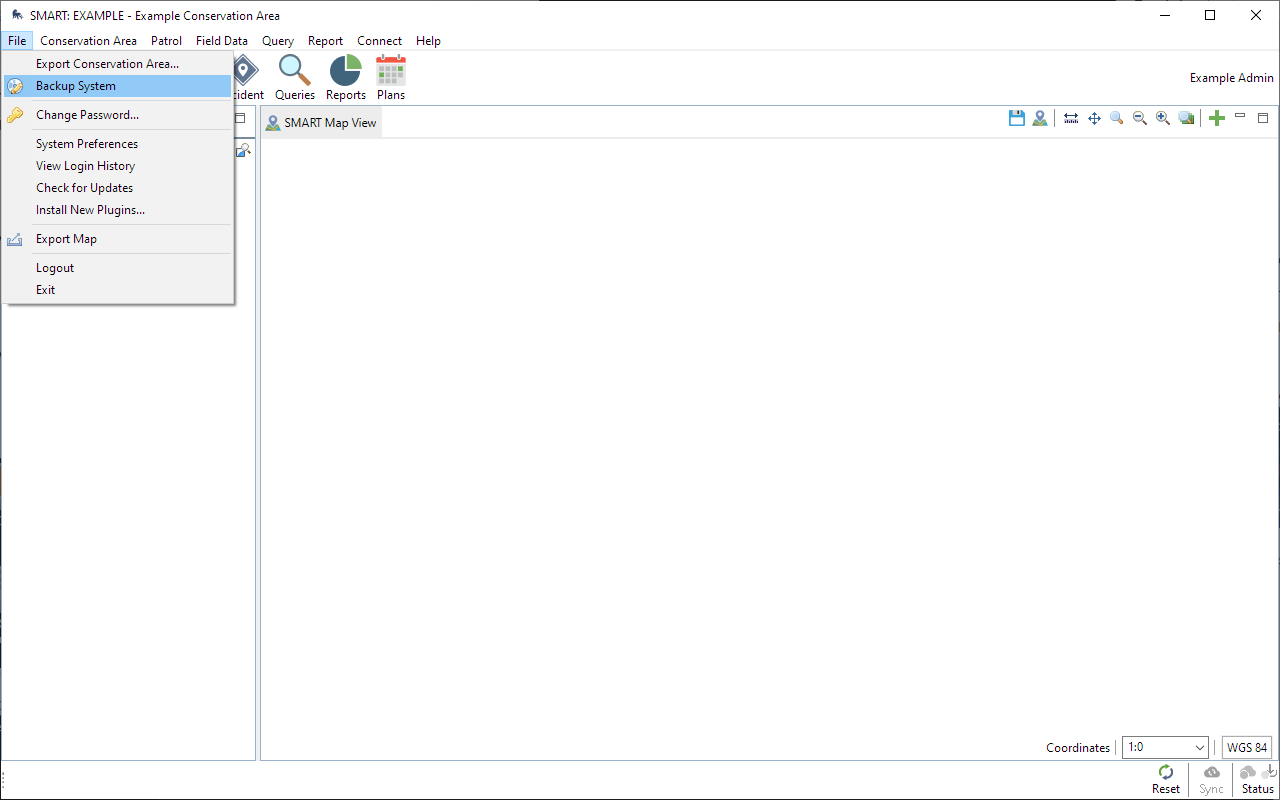 SMART: EXAMPLE - Example Conservation Area
File Conservation Area Patrol Field Data Query Report Connect Help
Export Conservation Area...
Backup System
Change Password...
System Preferences
View Login History
Check for Updates
Install New Plugins...
Export Map
Logout
Exit
Queries Reports Plans
Example Admin
SMART Map View
Coordinates 1:0 WGS 84
Reset Sync Status